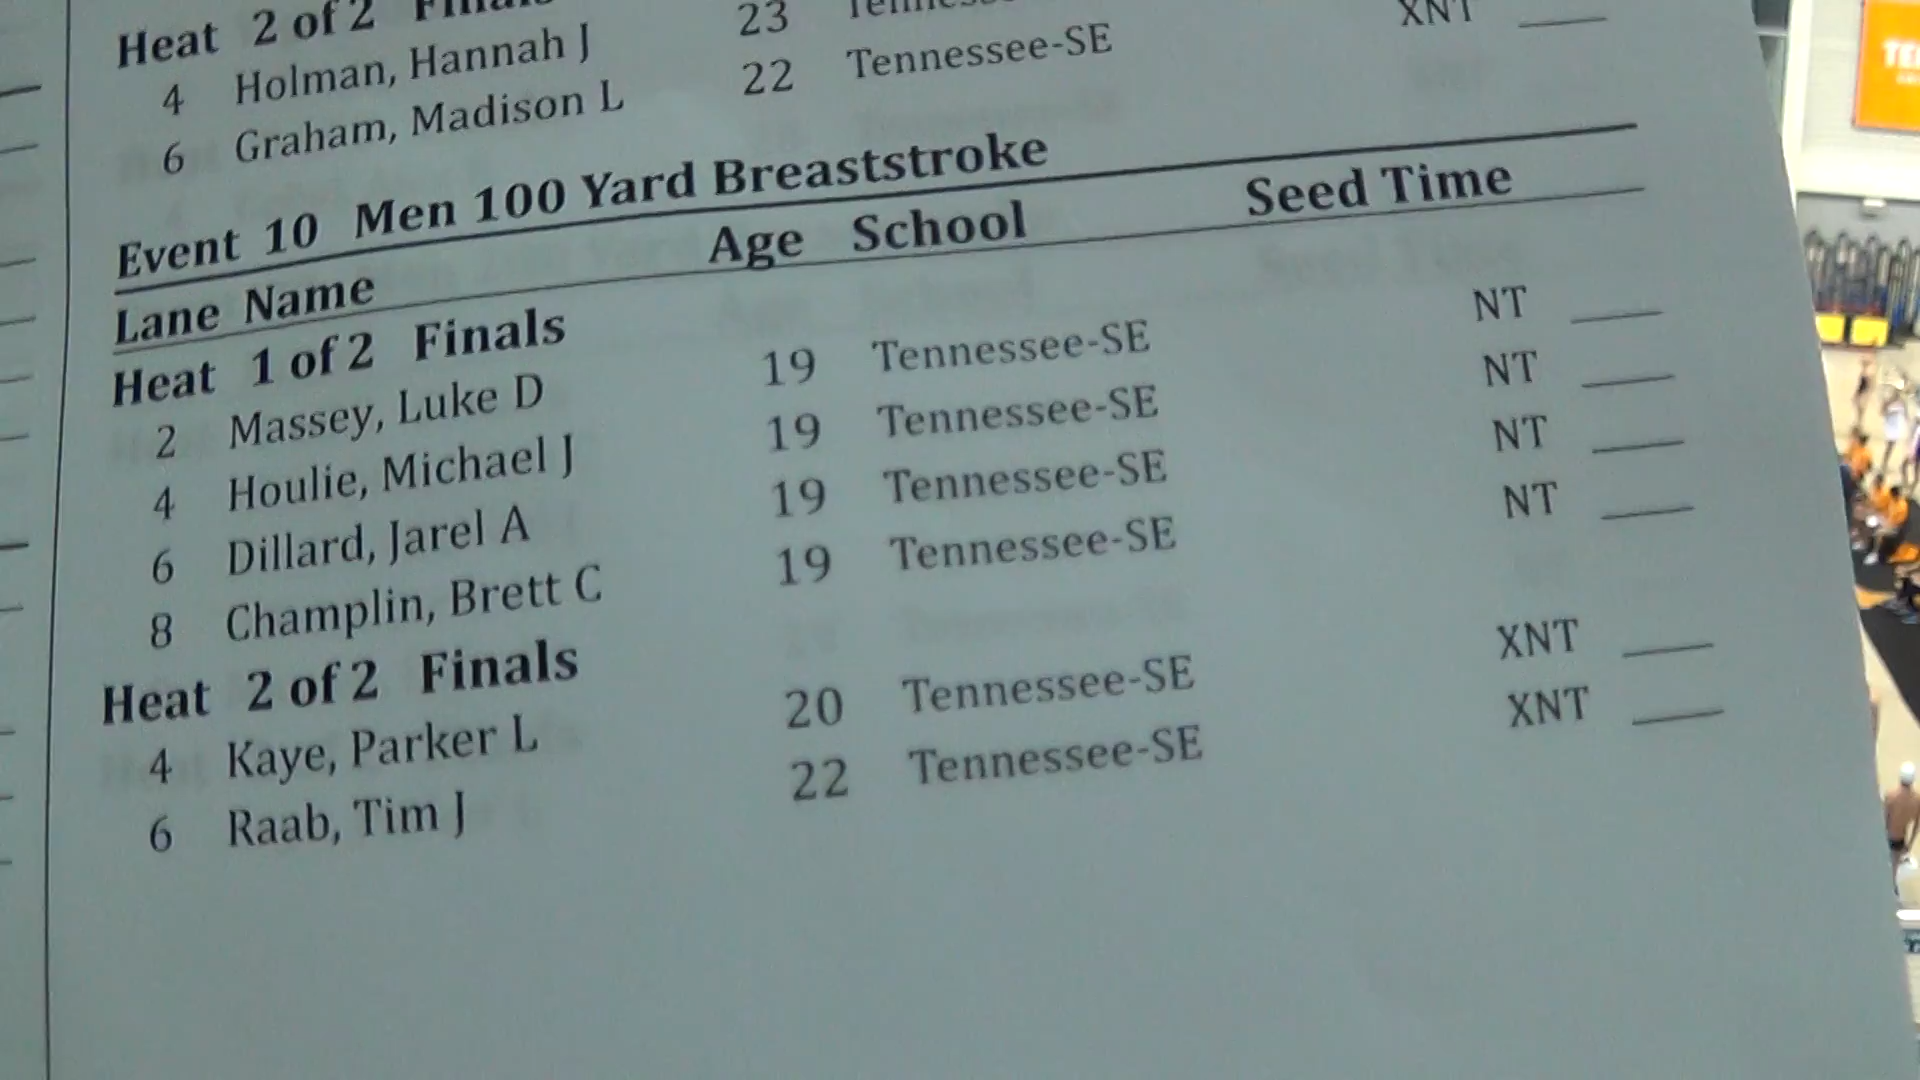 Heat 2 of 2 Finals
4 Holman, Hannah J 23
6 Graham, Madison L 22 Tennessee-SE XNT
Event 10 Men 100 Yard Breaststroke
Lane Name Age School Seed Time
Heat 1 of 2 Finals
2 Massey, Luke D 19 Tennessee-SE NT
4 Houlie, Michael J 19 Tennessee-SE NT
6 Dillard, Jarel A 19 Tennessee-SE NT
8 Champlin, Brett C 19 Tennessee-SE NT
Heat 2 of 2 Finals
4 Kaye, Parker L 20 Tennessee-SE XNT
6 Raab, Tim J 22 Tennessee-SE XNT